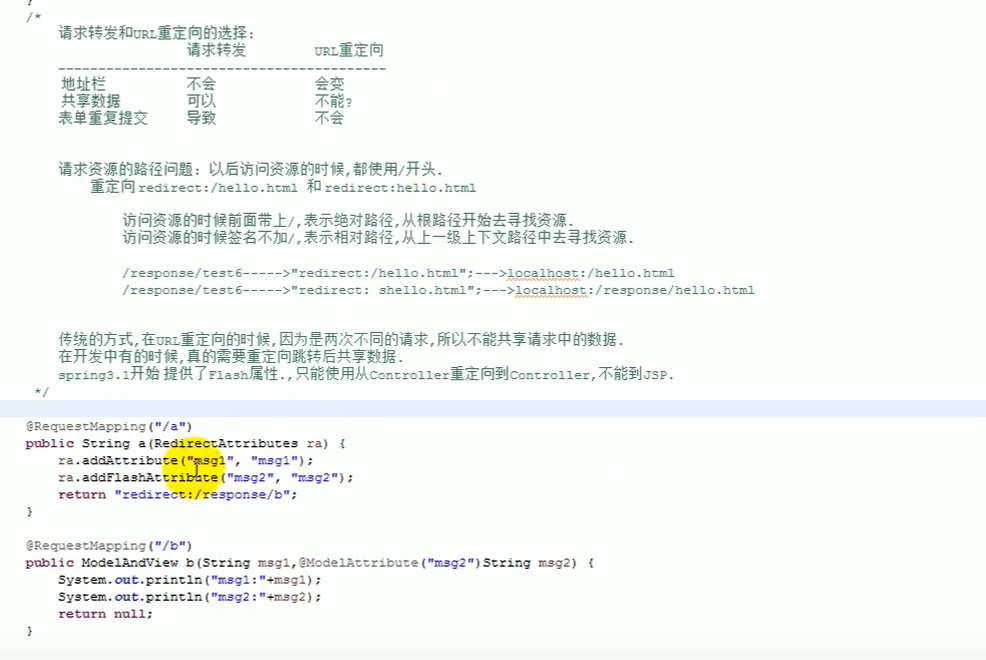 /*
请求转发和URL重定向的选择:
请求转发 URL重定向
----------------------------------------
地址栏 不会 会变
共享数据 可以 不能?
表单重复提交 导致 不会
请求资源的路径问题: 以后访问资源的时候,都使用/开头.
重定向redirect:/hello.html 和redirect:hello.html
访问资源的时候前面带上/,表示绝对路径,从根路径开始去寻找资源.
访问资源的时候签名不加/,表示相对路径,从上一级上下文路径中去寻找资源.
/response/test6----->"redirect:/hello.html";--->localhost:/hello.html
/response/test6----->"redirect: shello.html";--->localhost:/response/hello.html
传统的方式,在URL重定向的时候,因为是两次不同的请求,所以不能共享请求中的数据.
在开发中有的时候,真的需要重定向跳转后共享数据.
spring3.1开始 提供了Flash属性.,只能使用从Controller重定向到Controller,不能到JSP.
*/
@RequestMapping("/a")
public String a(RedirectAttributes ra) {
ra.addAttribute("msg1", "msg1");
ra.addFlashAttribute("msg2", "msg2");
return "redirect:/response/b";
}
@RequestMapping("/b")
public ModelAndView b(String msg1,@ModelAttribute("msg2")String msg2) {
System.out.println("msg1:"+msg1);
System.out.println("msg2:"+msg2);
return null;
}